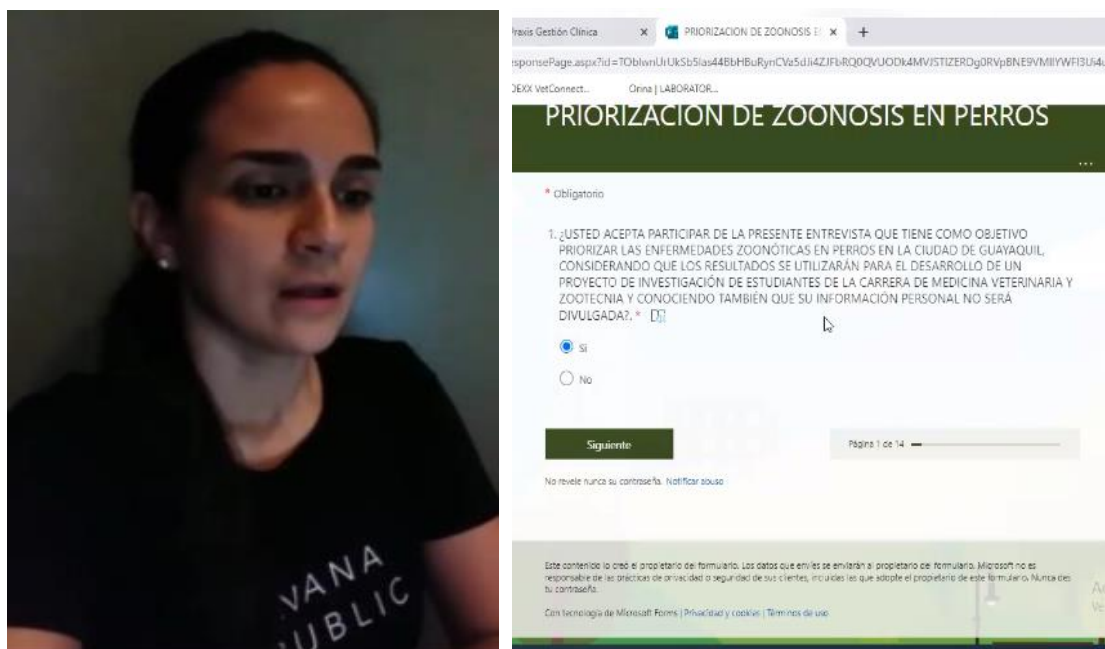 VANA
UBLIC
Praxis Gestión Clínica
PRIORIZACION DE ZOONOSIS E
DEXX VetConnect...
Orina | LABORATOR...
PRIORIZACION DE ZOONOSIS EN PERROS
...
* Obligatorio
1. ¿USTED ACEPTA PARTICIPAR DE LA PRESENTE ENTREVISTA QUE TIENE COMO OBJETIVO
PRIORIZAR LAS ENFERMEDADES ZOONÓTICAS EN PERROS EN LA CIUDAD DE GUAYAQUIL,
CONSIDERANDO QUE LOS RESULTADOS SE UTILIZARÁN PARA EL DESARROLLO DE UN
PROYECTO DE INVESTIGACIÓN DE ESTUDIANTES DE LA CARRERA DE MEDICINA VETERINARIA Y
ZOOTECNIA Y CONOCIENDO TAMBIÉN QUE SU INFORMACIÓN PERSONAL NO SERÁ
DIVULGADA?. *
Si
No
Siguiente
Página 1 de 14
No revele nunca su contraseña. Notificar abuso
Este contenido lo creó el propietario del formulario. Los datos que envíes se enviarán al propietario del formulario. Microsoft no es
responsable de las prácticas de privacidad o seguridad de sus clientes, incluidas las que adopte el propietario de este formulario. Nunca des
tu contraseña.
Con tecnología de Microsoft Forms | Privacidad y cookies | Términos de uso